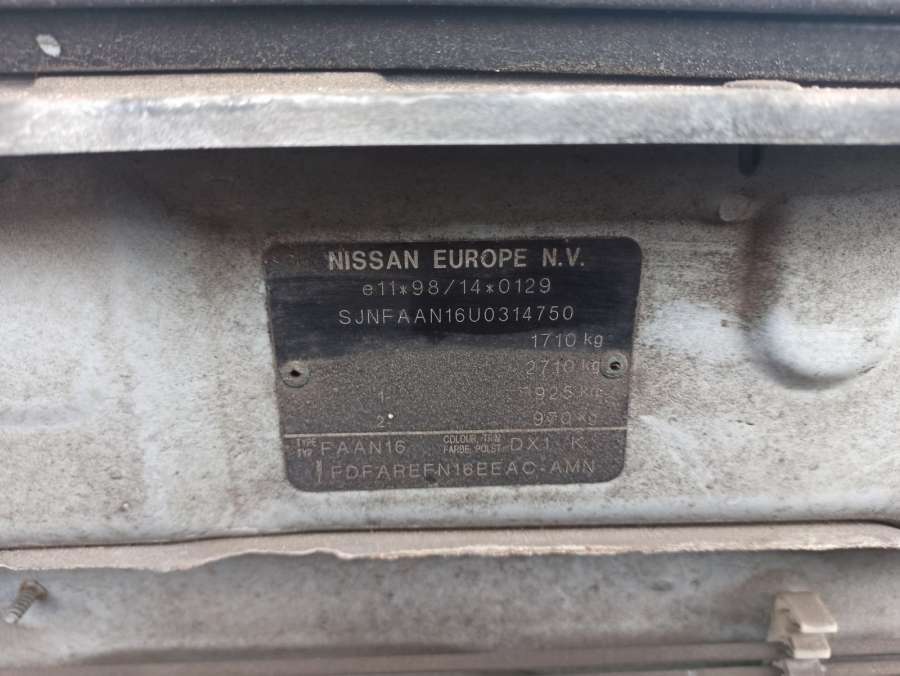 NISSAN EUROPE N.V.
e11*98/14*0129
SJNFAAN16U0314750
1710 kg
2710 kg
1 925 kg
2 970 kg
TYPE TYP FAAN16 COLOUR, TRIM FARBE, POLST DX1 K
FDFAREFN16EEAC-AMN